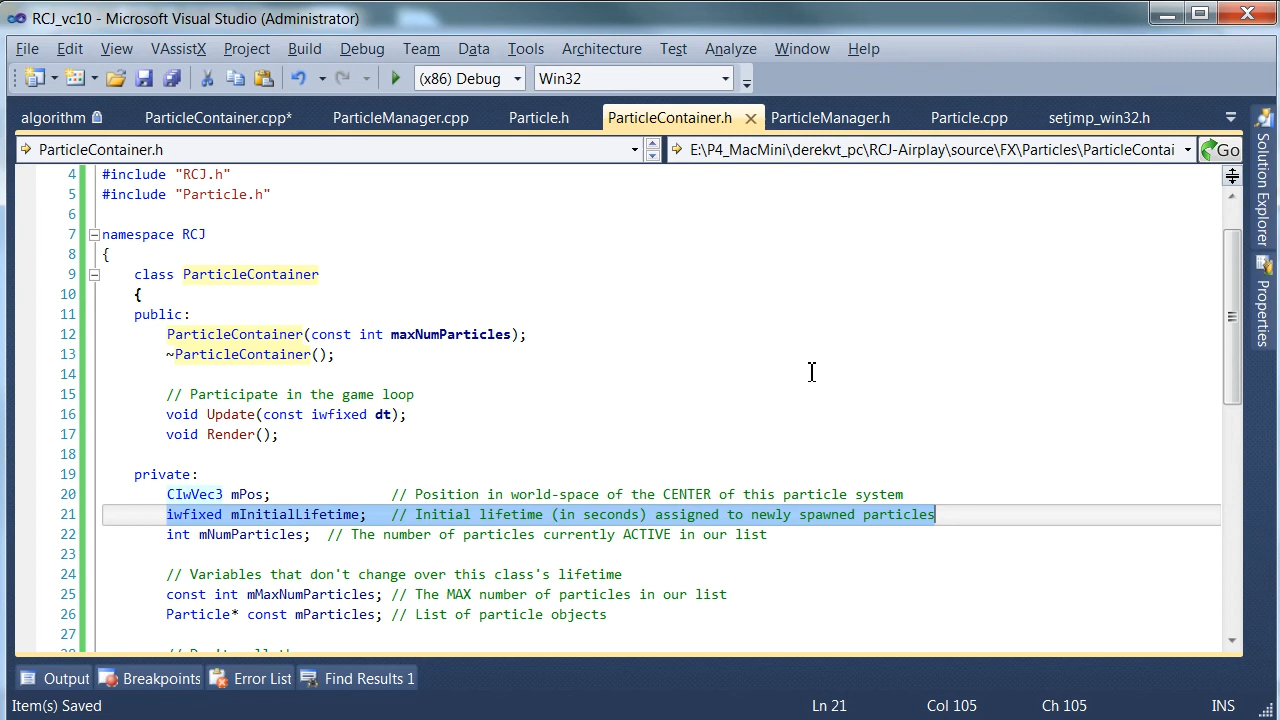 RCJ_vc10 - Microsoft Visual Studio (Administrator)
File Edit View VAssistX Project Build Debug Team Data Tools Architecture Test Analyze Window Help
(x86) Debug Win32
algorithm ParticleContainer.cpp* ParticleManager.cpp Particle.h ParticleContainer.h ParticleManager.h Particle.cpp setjmp_win32.h
ParticleContainer.h E:\P4_MacMini\derekvt_pc\RCJ-Airplay\source\FX\Particles\ParticleContai Go
4 #include "RCJ.h"
5 #include "Particle.h"
6
7 namespace RCJ
8 {
9 class ParticleContainer
10 {
11 public:
12 ParticleContainer(const int maxNumParticles);
13 ~ParticleContainer();
14
15 // Participate in the game loop
16 void Update(const iwfixed dt);
17 void Render();
18
19 private:
20 CIwVec3 mPos; // Position in world-space of the CENTER of this particle system
21 iwfixed mInitialLifetime; // Initial lifetime (in seconds) assigned to newly spawned particles
22 int mNumParticles; // The number of particles currently ACTIVE in our list
23
24 // Variables that don't change over this class's lifetime
25 const int mMaxNumParticles; // The MAX number of particles in our list
26 Particle* const mParticles; // List of particle objects
27
Solution Explorer
Properties
Output Breakpoints Error List Find Results 1
Item(s) Saved Ln 21 Col 105 Ch 105 INS